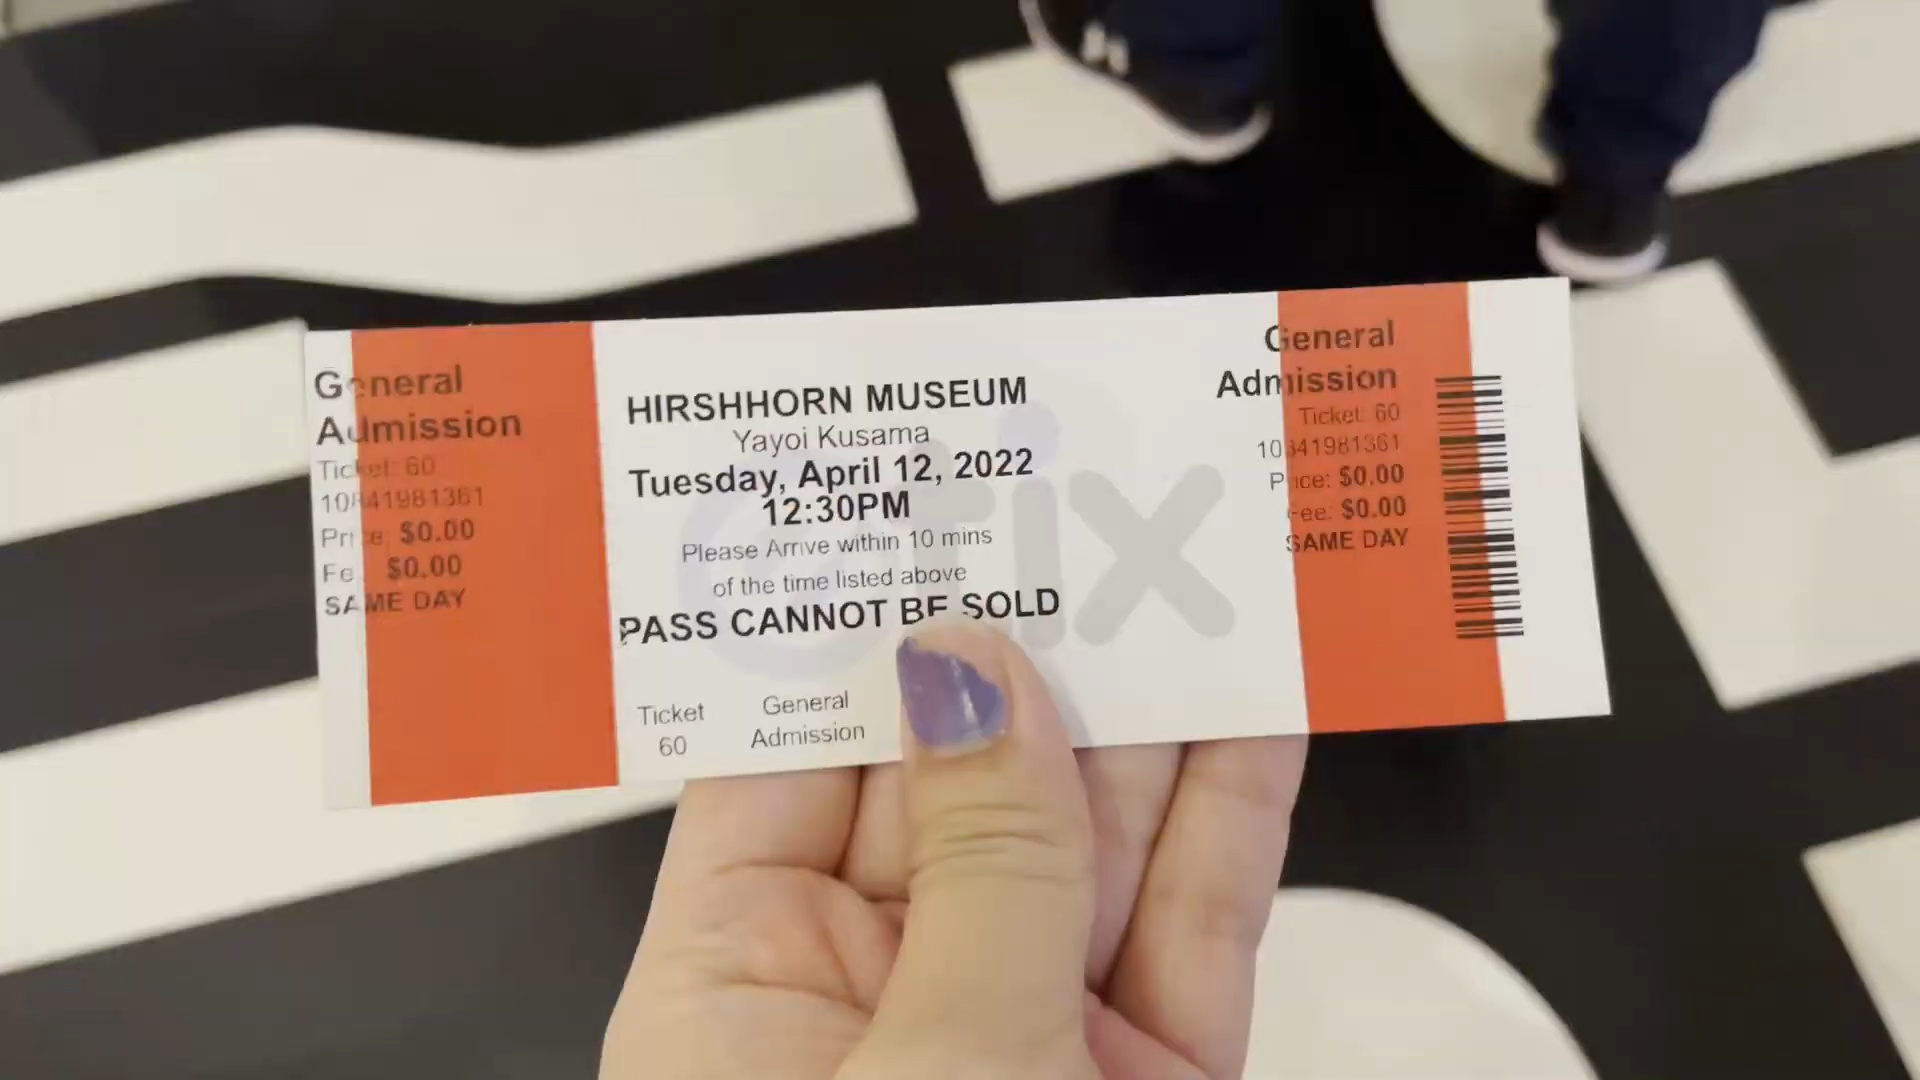 General
Admission
Ticket: 60
10841981361
Price: $0.00
Fee: $0.00
SAME DAY
HIRSHHORN MUSEUM
Yayoi Kusama
Tuesday, April 12, 2022
12:30PM
Please Arrive within 10 mins
of the time listed above
PASS CANNOT BE SOLD
Ticket
60
General
Admission
etix
General
Admission
Ticket: 60
10841981361
Price: $0.00
Fee: $0.00
SAME DAY